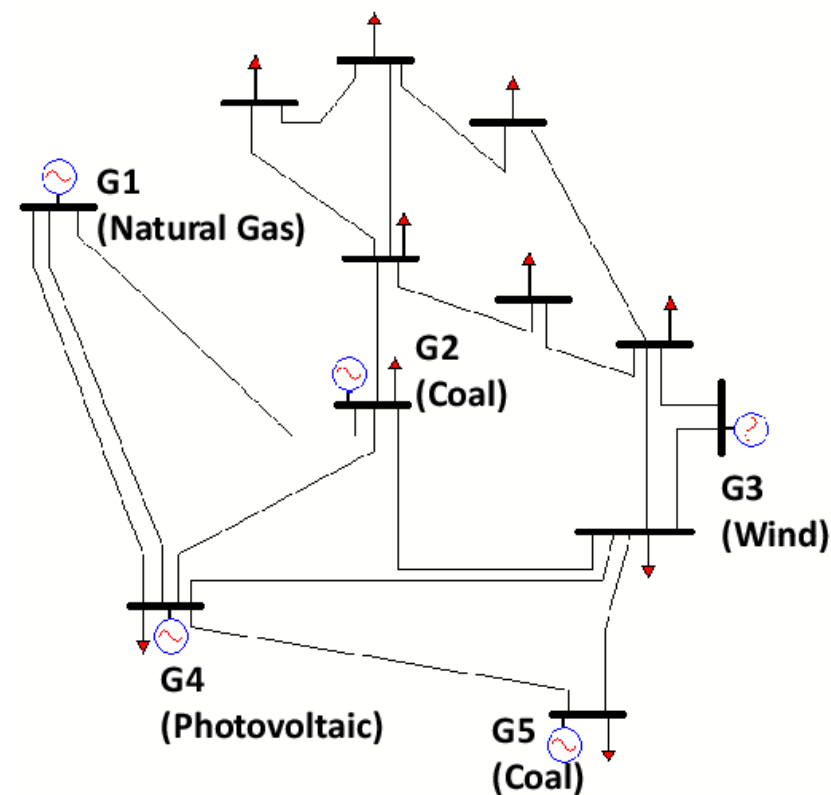 G1
(Natural Gas)
G2
(Coal)
G3
(Wind)
G4
(Photovoltaic)
G5
(Coal)